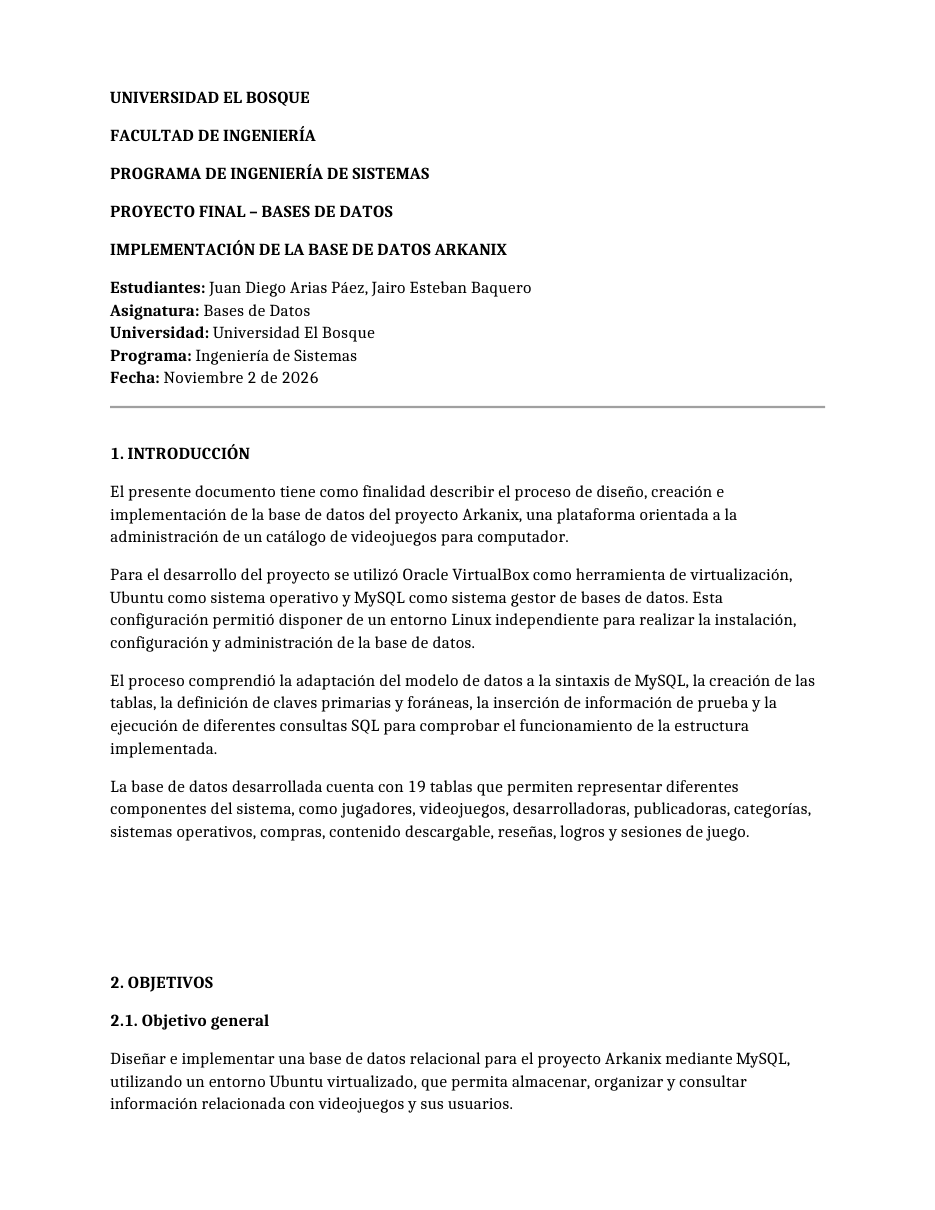 UNIVERSIDAD EL BOSQUE
FACULTAD DE INGENIERÍA
PROGRAMA DE INGENIERÍA DE SISTEMAS
PROYECTO FINAL – BASES DE DATOS
IMPLEMENTACIÓN DE LA BASE DE DATOS ARKANIX
Estudiantes: Juan Diego Arias Páez, Jairo Esteban Baquero
Asignatura: Bases de Datos
Universidad: Universidad El Bosque
Programa: Ingeniería de Sistemas
Fecha: Noviembre 2 de 2026
1. INTRODUCCIÓN
El presente documento tiene como finalidad describir el proceso de diseño, creación e
implementación de la base de datos del proyecto Arkanix, una plataforma orientada a la
administración de un catálogo de videojuegos para computador.
Para el desarrollo del proyecto se utilizó Oracle VirtualBox como herramienta de virtualización,
Ubuntu como sistema operativo y MySQL como sistema gestor de bases de datos. Esta
configuración permitió disponer de un entorno Linux independiente para realizar la instalación,
configuración y administración de la base de datos.
El proceso comprendió la adaptación del modelo de datos a la sintaxis de MySQL, la creación de las
tablas, la definición de claves primarias y foráneas, la inserción de información de prueba y la
ejecución de diferentes consultas SQL para comprobar el funcionamiento de la estructura
implementada.
La base de datos desarrollada cuenta con 19 tablas que permiten representar diferentes
componentes del sistema, como jugadores, videojuegos, desarrolladoras, publicadoras, categorías,
sistemas operativos, compras, contenido descargable, reseñas, logros y sesiones de juego.
2. OBJETIVOS
2.1. Objetivo general
Diseñar e implementar una base de datos relacional para el proyecto Arkanix mediante MySQL,
utilizando un entorno Ubuntu virtualizado, que permita almacenar, organizar y consultar
información relacionada con videojuegos y sus usuarios.